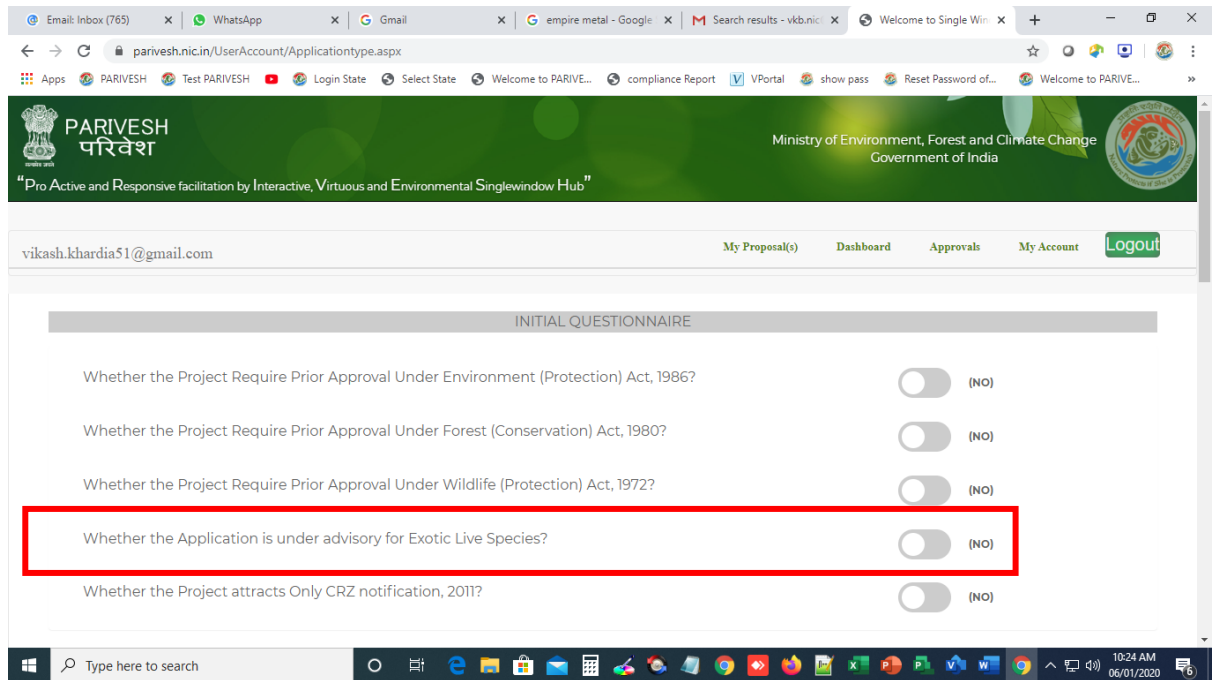 Email: Inbox (765)
WhatsApp
Gmail
empire metal - Google
Search results - vkb.nic
Welcome to Single Win
parivesh.nic.in/UserAccount/Applicationtype.aspx
Apps PARIVESH Test PARIVESH Login State Select State Welcome to PARIVE... compliance Report VPortal show pass Reset Password of... Welcome to PARIVE... »
PARIVESH
परिवेश
Ministry of Environment, Forest and Climate Change
Government of India
"Pro Active and Responsive facilitation by Interactive, Virtuous and Environmental Singlewindow Hub"
vikash.khardia51@gmail.com
My Proposal(s) Dashboard Approvals My Account Logout
INITIAL QUESTIONNAIRE
Whether the Project Require Prior Approval Under Environment (Protection) Act, 1986? (NO)
Whether the Project Require Prior Approval Under Forest (Conservation) Act, 1980? (NO)
Whether the Project Require Prior Approval Under Wildlife (Protection) Act, 1972? (NO)
Whether the Application is under advisory for Exotic Live Species? (NO)
Whether the Project attracts Only CRZ notification, 2011? (NO)
Type here to search
10:24 AM
06/01/2020
6